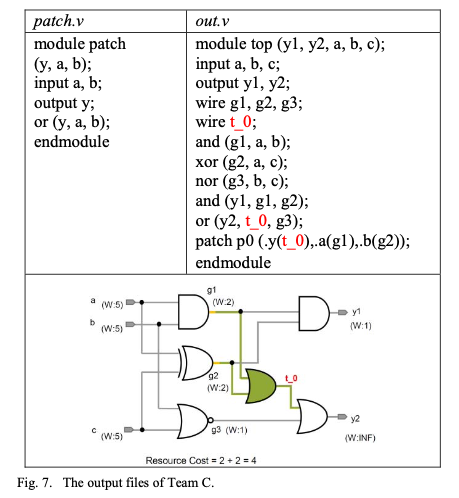 patch.v
module patch
(y, a, b);
input a, b;
output y;
or (y, a, b);
endmodule
out.v
module top (y1, y2, a, b, c);
input a, b, c;
output y1, y2;
wire g1, g2, g3;
wire t_0;
and (g1, a, b);
xor (g2, a, c);
nor (g3, b, c);
and (y1, g1, g2);
or (y2, t_0, g3);
patch p0 (.y(t_0),.a(g1),.b(g2));
endmodule
a (W:5)
b (W:5)
c (W:5)
g1
(W:2)
g2
(W:2)
g3 (W:1)
t_0
y1
(W:1)
y2
(W:INF)
Resource Cost = 2 + 2 = 4
Fig. 7. The output files of Team C.